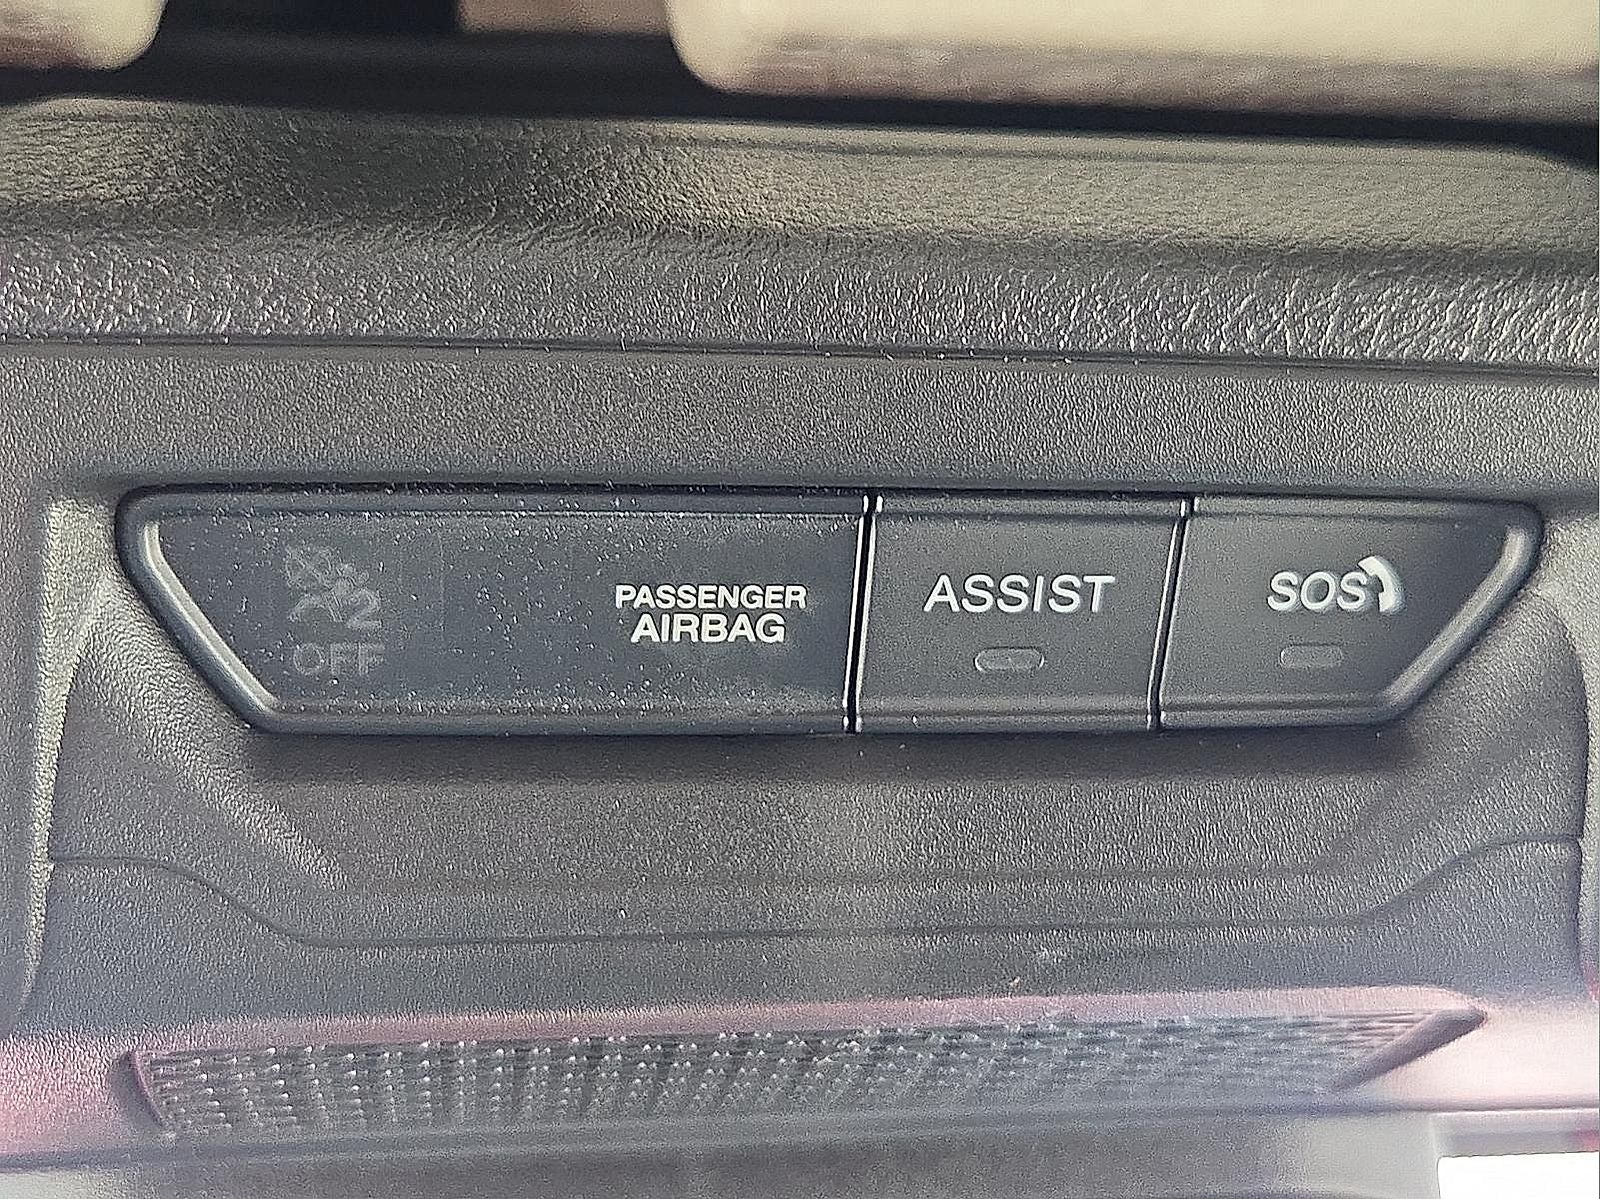 2
OFF
PASSENGER
AIRBAG
ASSIST
SOS